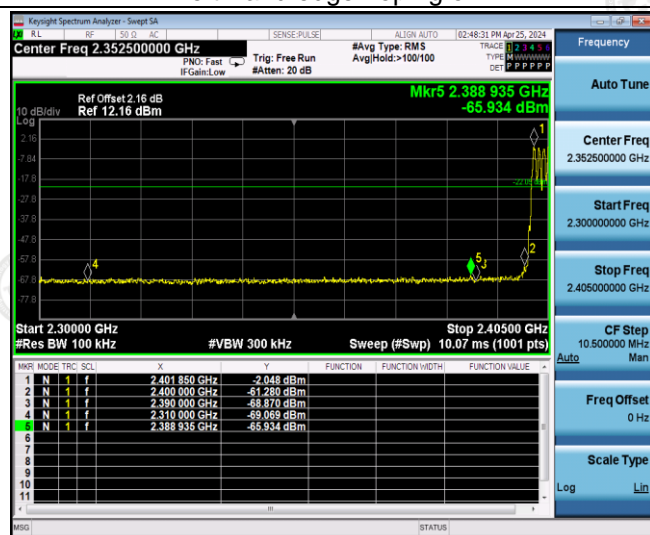 Keysight Spectrum Analyzer - Swept SA
RL RF 50 Ω AC SENSE:PULSE ALIGN AUTO 02:48:31 PM Apr 25, 2024
Center Freq 2.352500000 GHz
PNO: Fast
IFGain:Low
Trig: Free Run
#Atten: 20 dB
#Avg Type: RMS
Avg|Hold:>100/100
TRACE 1 2 3 4 5 6
TYPE M WWWWW
DET P P P P P P
Frequency
Auto Tune
Center Freq
2.352500000 GHz
Start Freq
2.300000000 GHz
Stop Freq
2.405000000 GHz
CF Step
10.500000 MHz
Auto Man
Freq Offset
0 Hz
Scale Type
Log Lin
Mkr5 2.388 935 GHz
-65.934 dBm
Ref Offset 2.16 dB
10 dB/div Ref 12.16 dBm
Log
2.16
-7.84
-17.8
-27.8
-37.8
-47.8
-57.8
-67.8
-77.8
1
2
4
5
Start 2.30000 GHz Stop 2.40500 GHz
#Res BW 100 kHz #VBW 300 kHz Sweep (#Swp) 10.07 ms (1001 pts)
MKR MODE TRC SCL X Y FUNCTION FUNCTION WIDTH FUNCTION VALUE
1 N 1 f 2.401 850 GHz -2.048 dBm
2 N 1 f 2.400 000 GHz -61.280 dBm
3 N 1 f 2.390 000 GHz -68.870 dBm
4 N 1 f 2.310 000 GHz -69.069 dBm
5 N 1 f 2.388 935 GHz -65.934 dBm
6
7
8
9
10
11
MSG STATUS